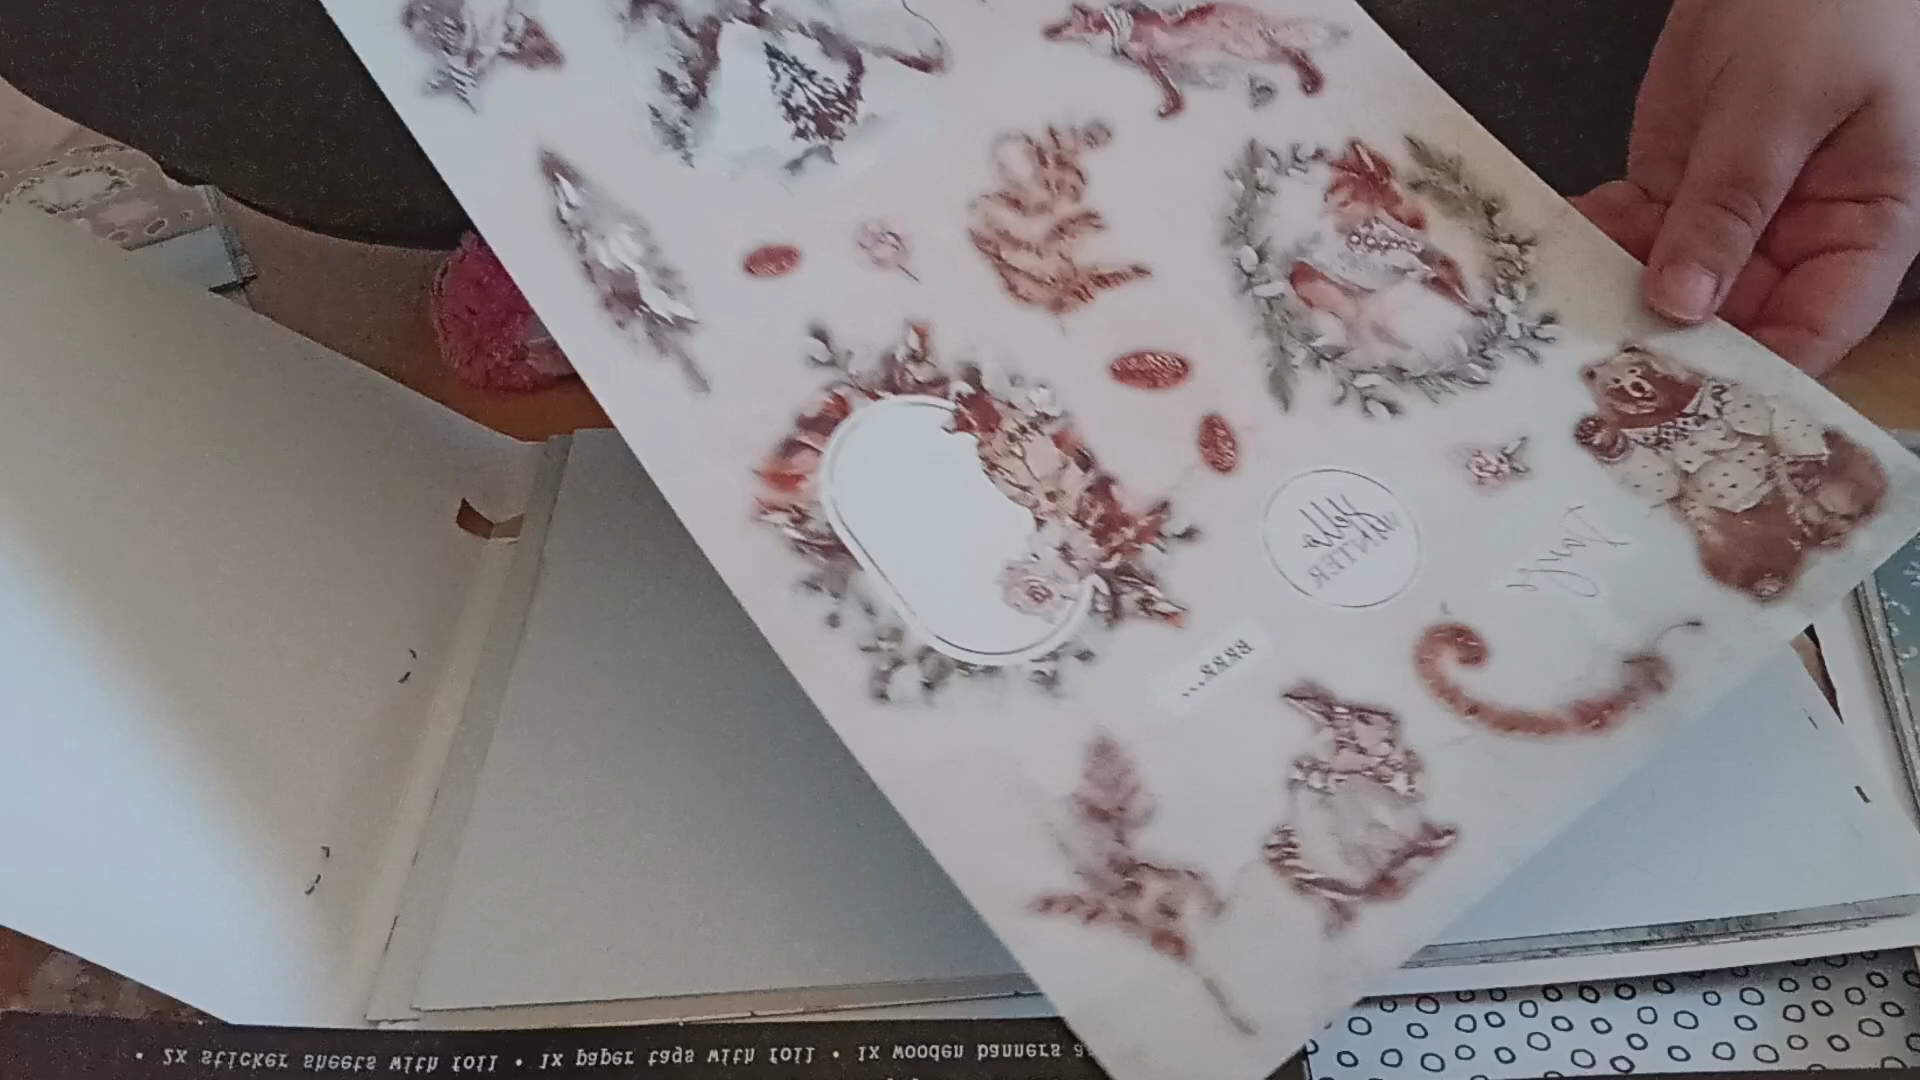 Hello
WINTER
BRRR...
• 2x sticker sheets with foil • 1x paper tags with foil • 1x wooden banners a